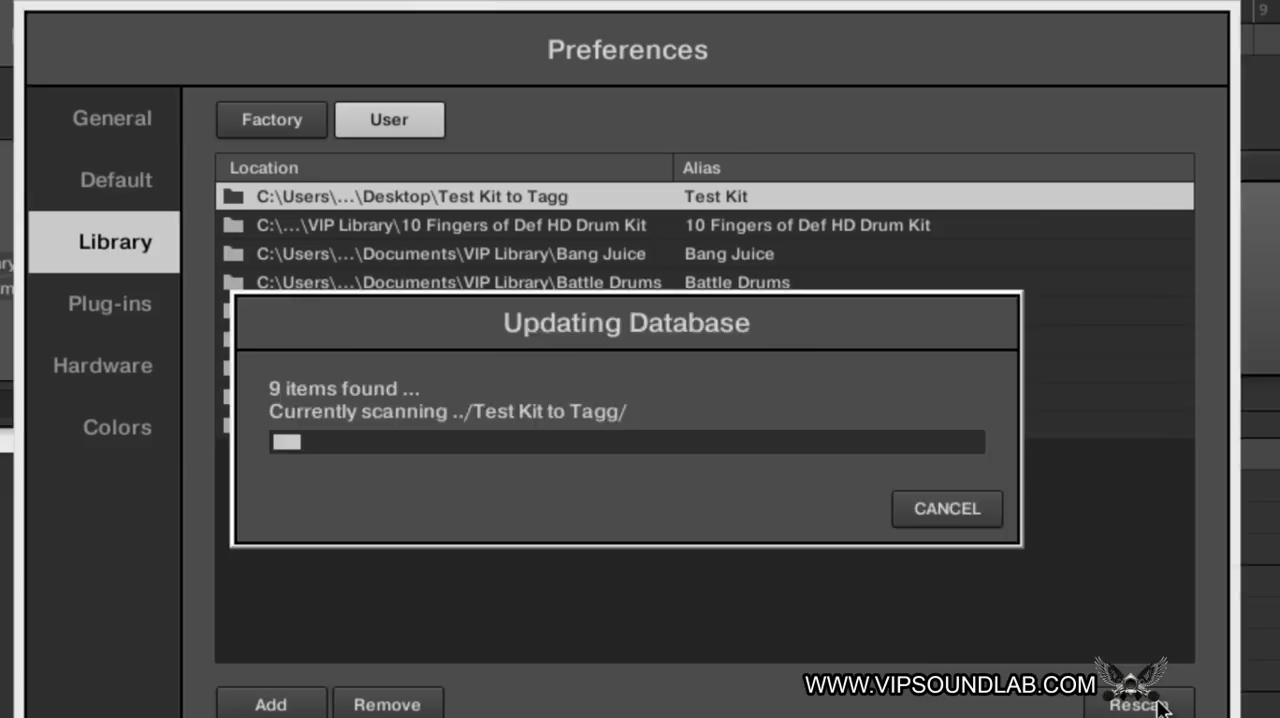 9
Preferences
General
Default
Library
Plug-ins
Hardware
Colors
Factory
User
Location
Alias
C:\Users\...\Desktop\Test Kit to Tagg
Test Kit
C:\...\VIP Library\10 Fingers of Def HD Drum Kit
10 Fingers of Def HD Drum Kit
C:\Users\...\Documents\VIP Library\Bang Juice
Bang Juice
C:\Users\...\Documents\VIP Library\Battle Drums
Battle Drums
Updating Database
9 items found ...
Currently scanning ../Test Kit to Tagg/
CANCEL
Add
Remove
Rescan
WWW.VIPSOUNDLAB.COM